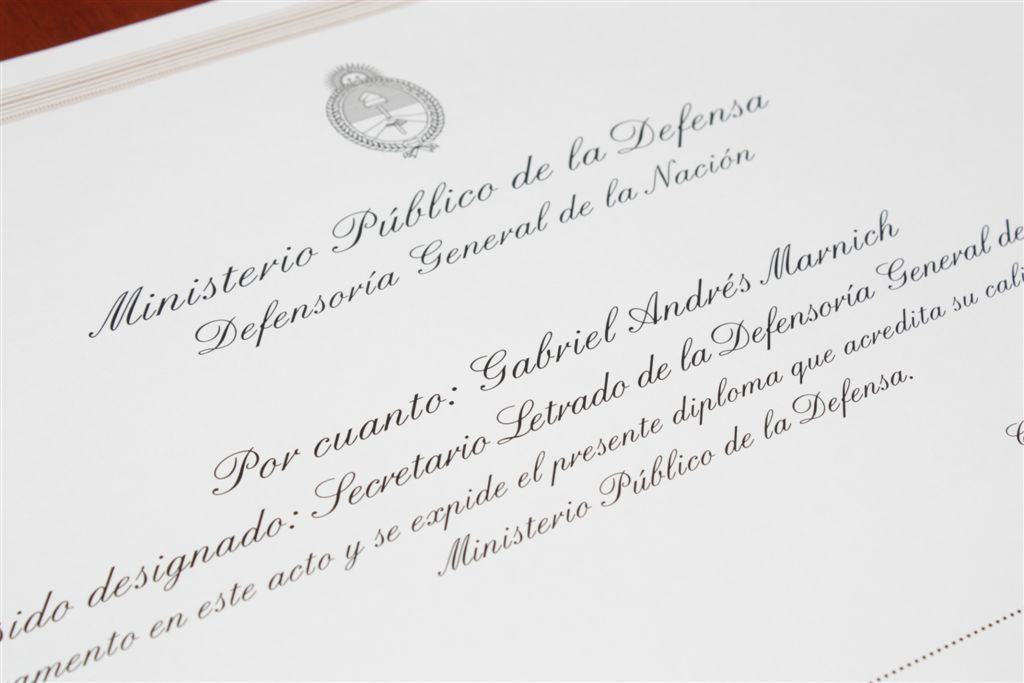 Ministerio Público de la Defensa
Defensoría General de la Nación
Por cuanto: Gabriel Andrés Marnich
sido designado: Secretario Letrado de la Defensoría General de
amento en este acto y se expide el presente diploma que acredita su cali
Ministerio Público de la Defensa.